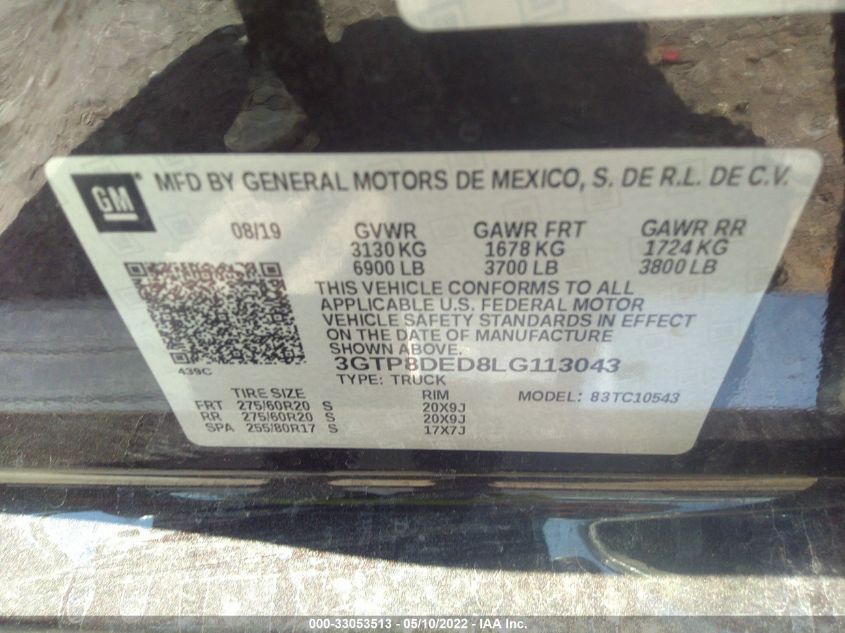 GM
MFD BY GENERAL MOTORS DE MEXICO, S. DE R.L. DE C.V.
08/19 GVWR GAWR FRT GAWR RR
3130 KG 1678 KG 1724 KG
6900 LB 3700 LB 3800 LB
THIS VEHICLE CONFORMS TO ALL
APPLICABLE U.S. FEDERAL MOTOR
VEHICLE SAFETY STANDARDS IN EFFECT
ON THE DATE OF MANUFACTURE
SHOWN ABOVE.
439C
3GTP8DED8LG113043
TYPE: TRUCK
TIRE SIZE RIM MODEL: 83TC10543
FRT 275/60R20 S 20X9J
RR 275/60R20 S 20X9J
SPA 255/80R17 S 17X7J
000-33053513 - 05/10/2022 - IAA Inc.